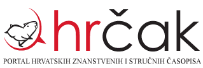 hrčak
PORTAL HRVATSKIH ZNANSTVENIH I STRUČNIH ČASOPISA